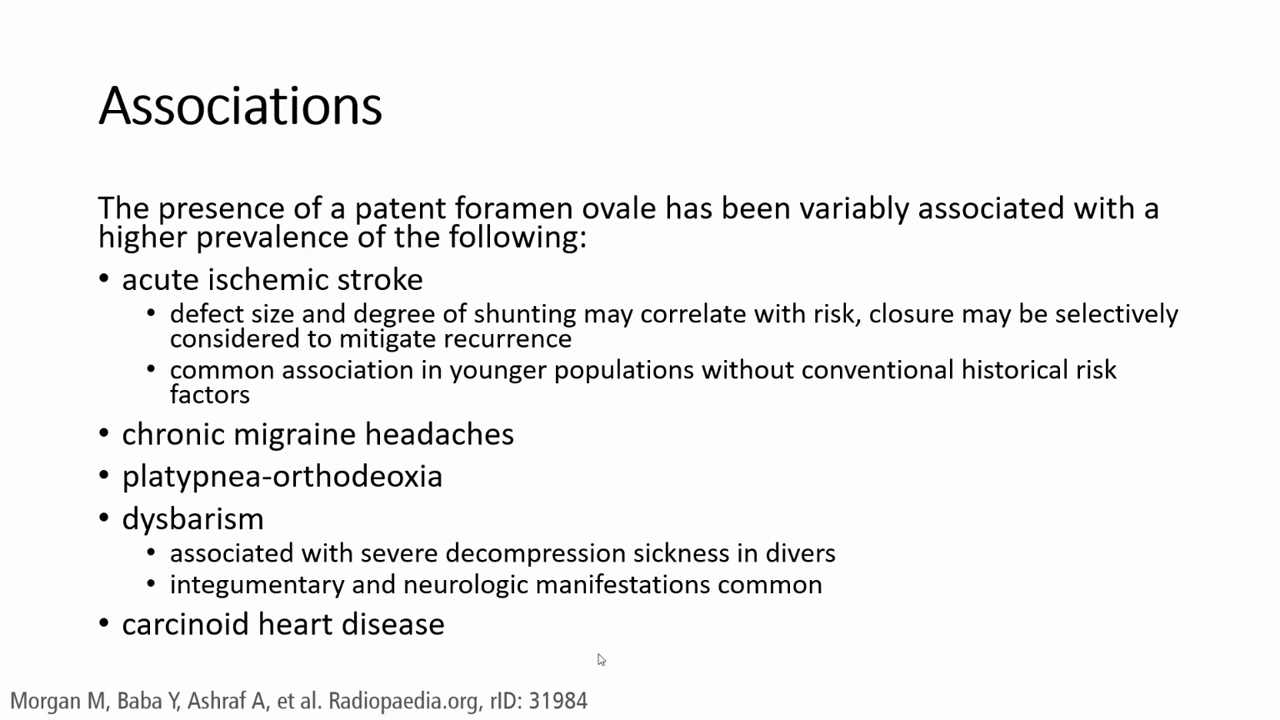 Associations
The presence of a patent foramen ovale has been variably associated with a
higher prevalence of the following:
• acute ischemic stroke
• defect size and degree of shunting may correlate with risk, closure may be selectively
considered to mitigate recurrence
• common association in younger populations without conventional historical risk
factors
• chronic migraine headaches
• platypnea-orthodeoxia
• dysbarism
• associated with severe decompression sickness in divers
• integumentary and neurologic manifestations common
• carcinoid heart disease
Morgan M, Baba Y, Ashraf A, et al. Radiopaedia.org, rID: 31984